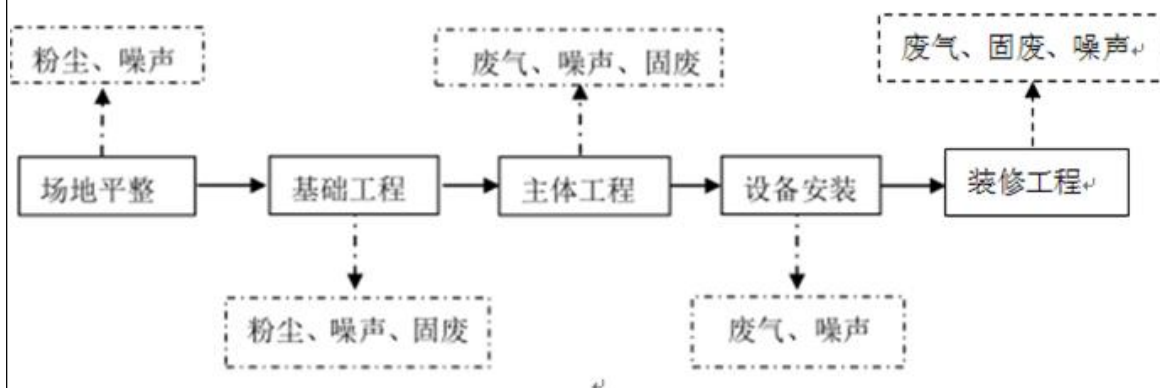 粉尘、噪声
废气、噪声、固废
废气、固废、噪声
场地平整
基础工程
主体工程
设备安装
装修工程
粉尘、噪声、固废
废气、噪声